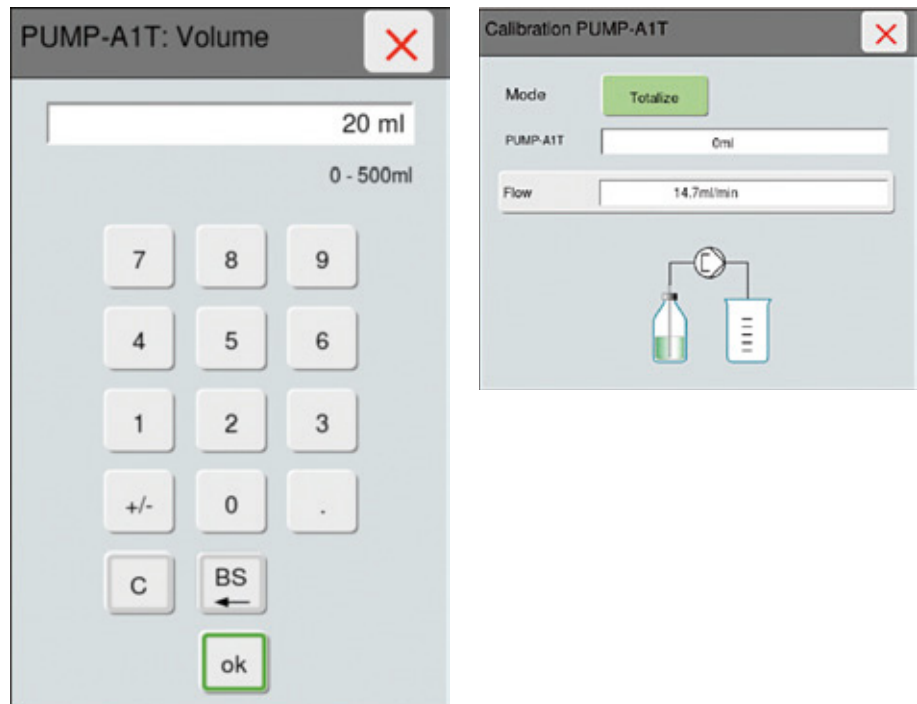 PUMP-A1T: Volume
20 ml
0 - 500ml
7 8 9
4 5 6
1 2 3
+/- 0 .
C BS
ok
Calibration PUMP-A1T
Mode Totalize
PUMP-A1T 0ml
Flow 14.7ml/min